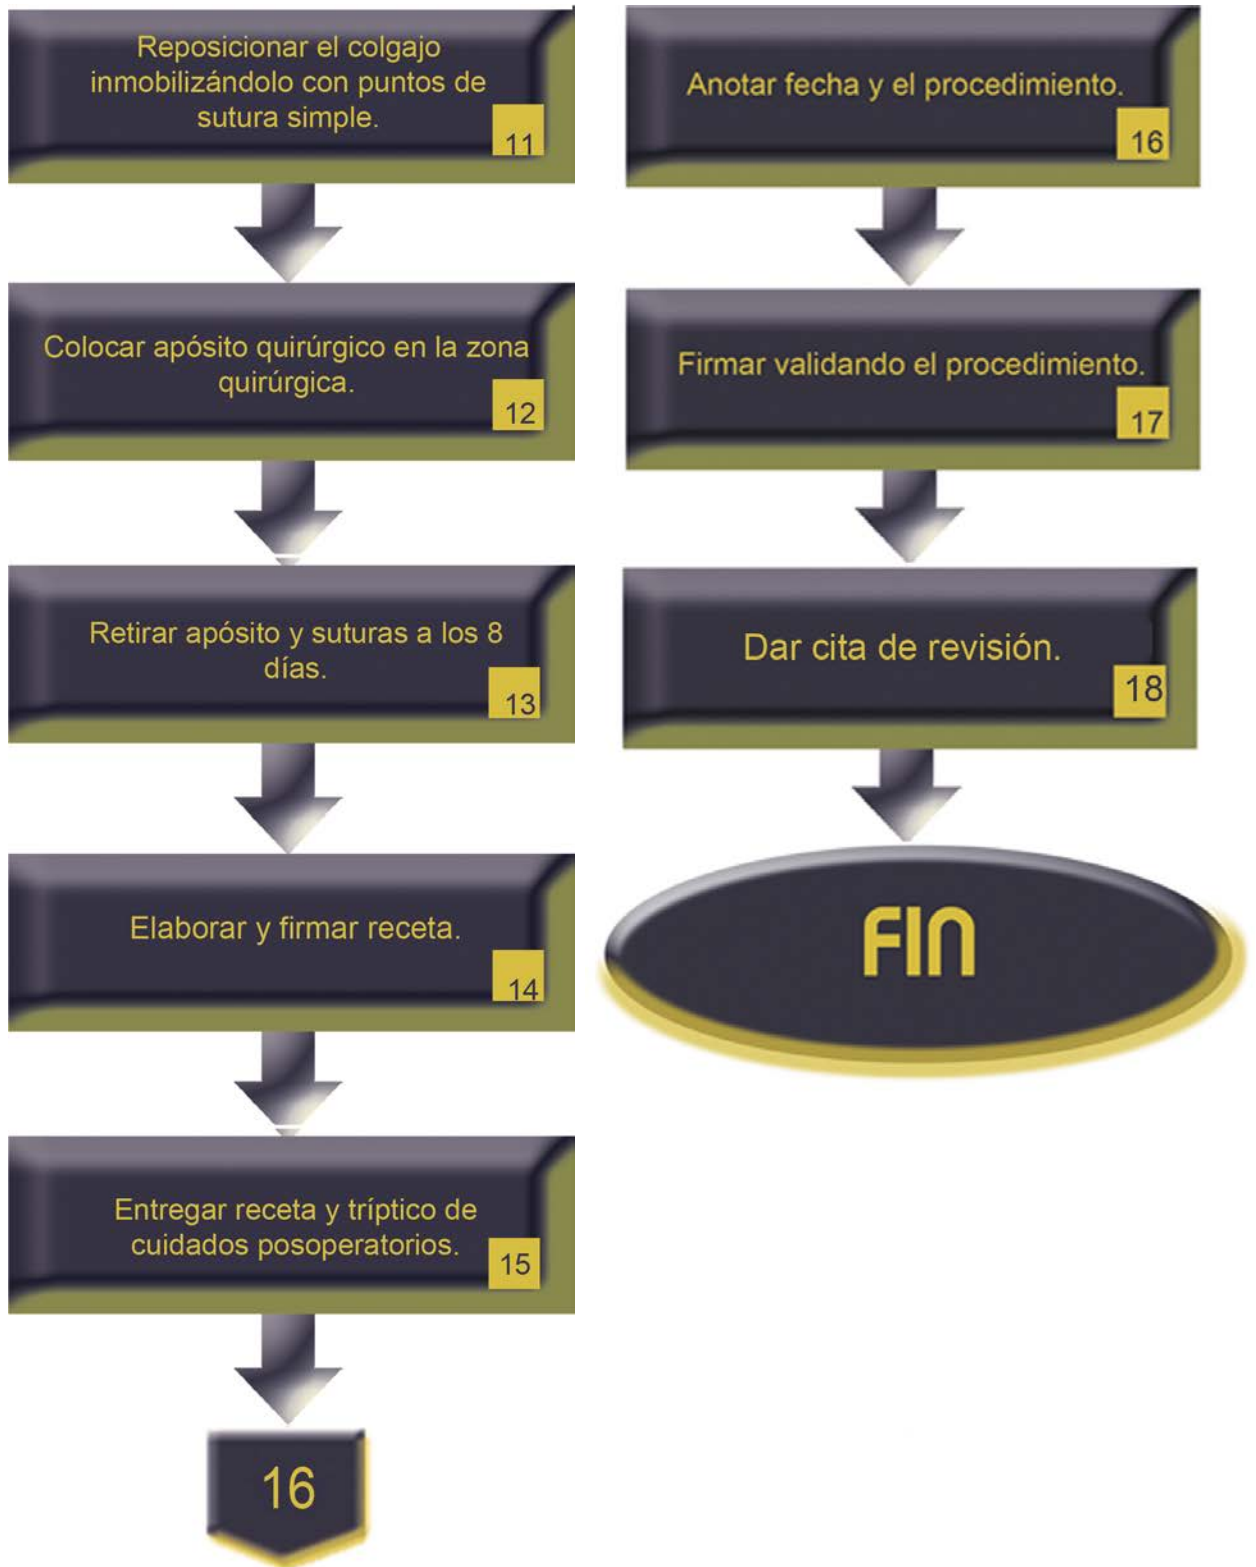 Reposicionar el colgajo
inmobilizándolo con puntos de
sutura simple.
11
Colocar apósito quirúrgico en la zona
quirúrgica.
12
Retirar apósito y suturas a los 8
días.
13
Elaborar y firmar receta.
14
Entregar receta y tríptico de
cuidados posoperatorios.
15
16
Anotar fecha y el procedimiento.
16
Firmar validando el procedimiento.
17
Dar cita de revisión.
18
FIN